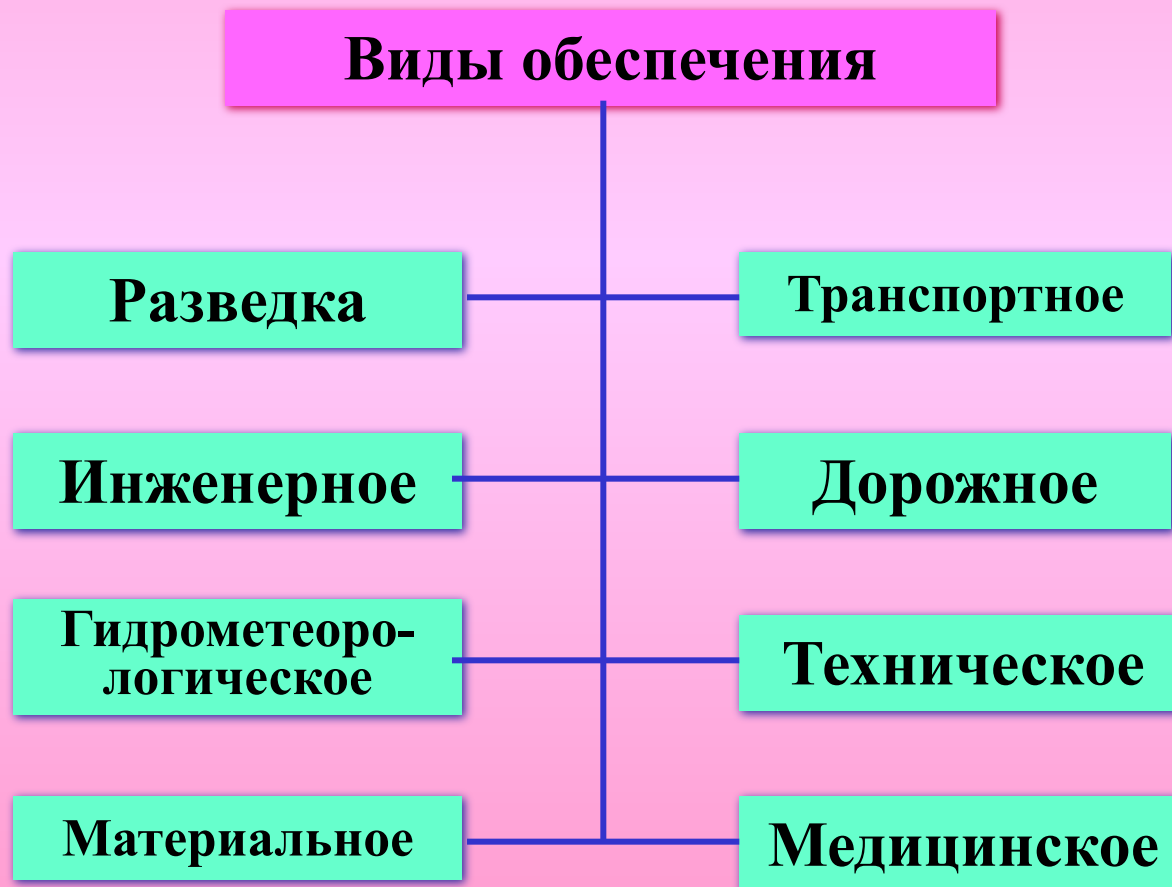 Виды обеспечения
Разведка
Транспортное
Инженерное
Дорожное
Гидрометеоро-
логическое
Техническое
Материальное
Медицинское